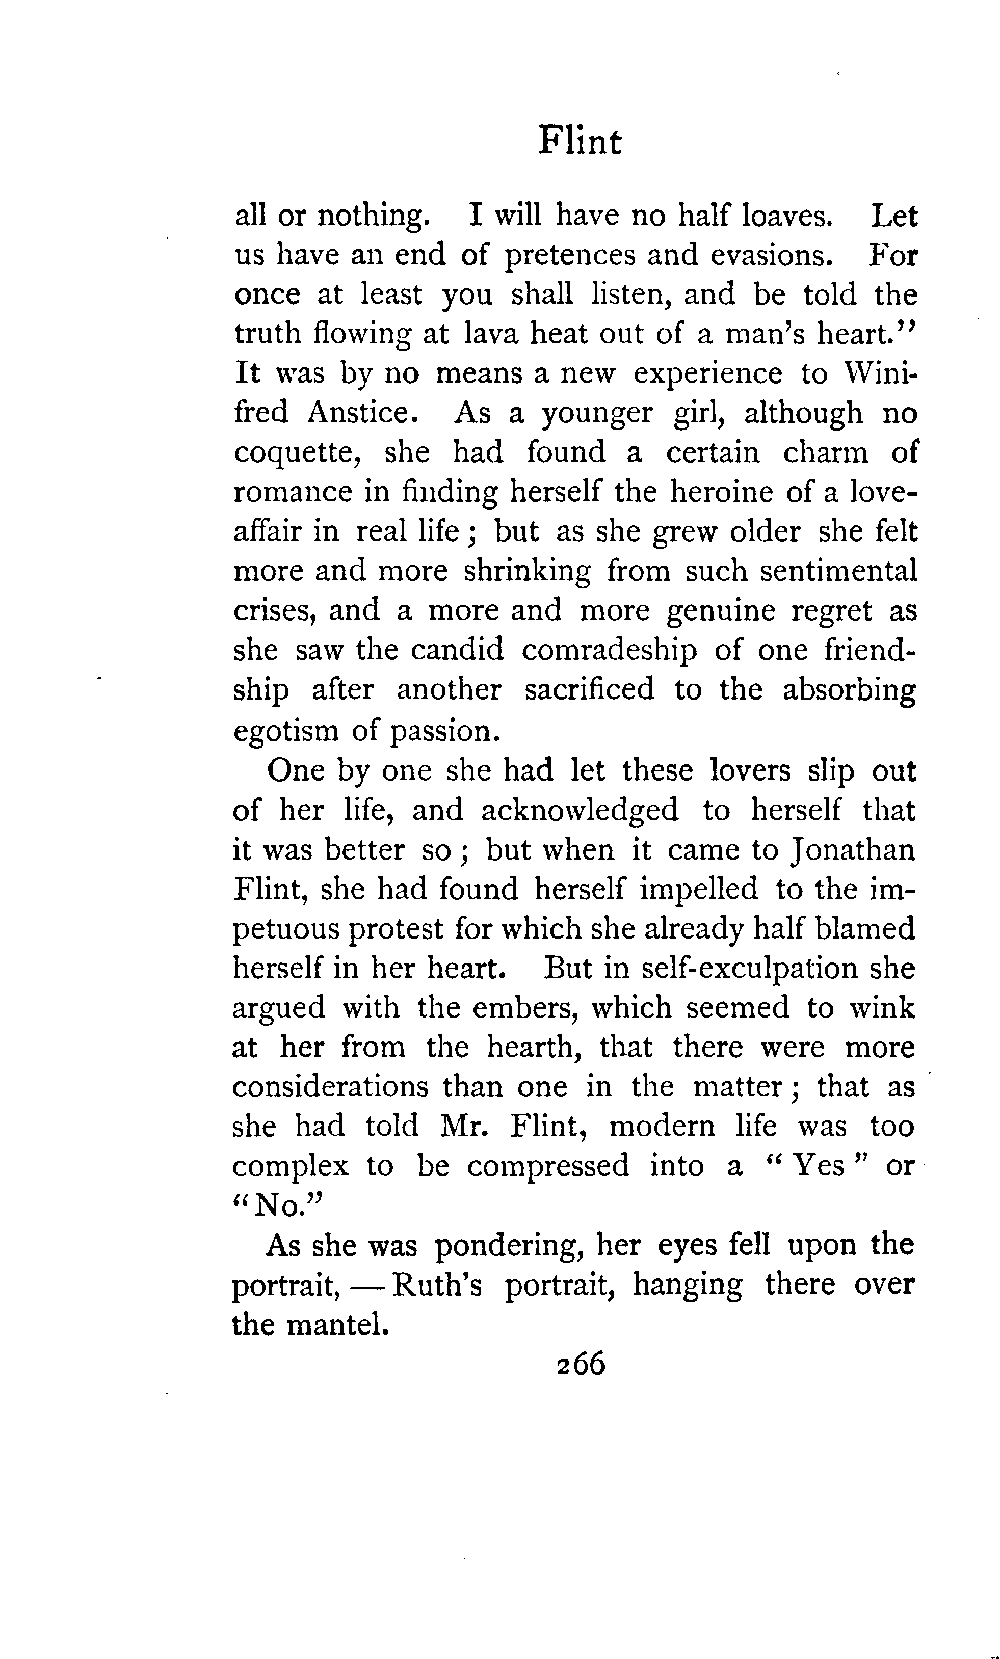 Flint
all or nothing. I will have no half loaves. Let
us have an end of pretences and evasions. For
once at least you shall listen, and be told the
truth flowing at lava heat out of a man's heart."
It was by no means a new experience to Wini-
fred Anstice. As a younger girl, although no
coquette, she had found a certain charm of
romance in finding herself the heroine of a love-
affair in real life; but as she grew older she felt
more and more shrinking from such sentimental
crises, and a more and more genuine regret as
she saw the candid comradeship of one friend-
ship after another sacrificed to the absorbing
egotism of passion.
One by one she had let these lovers slip out
of her life, and acknowledged to herself that
it was better so; but when it came to Jonathan
Flint, she had found herself impelled to the im-
petuous protest for which she already half blamed
herself in her heart. But in self-exculpation she
argued with the embers, which seemed to wink
at her from the hearth, that there were more
considerations than one in the matter; that as
she had told Mr. Flint, modern life was too
complex to be compressed into a "Yes" or
"No."
As she was pondering, her eyes fell upon the
portrait, — Ruth's portrait, hanging there over
the mantel.
266